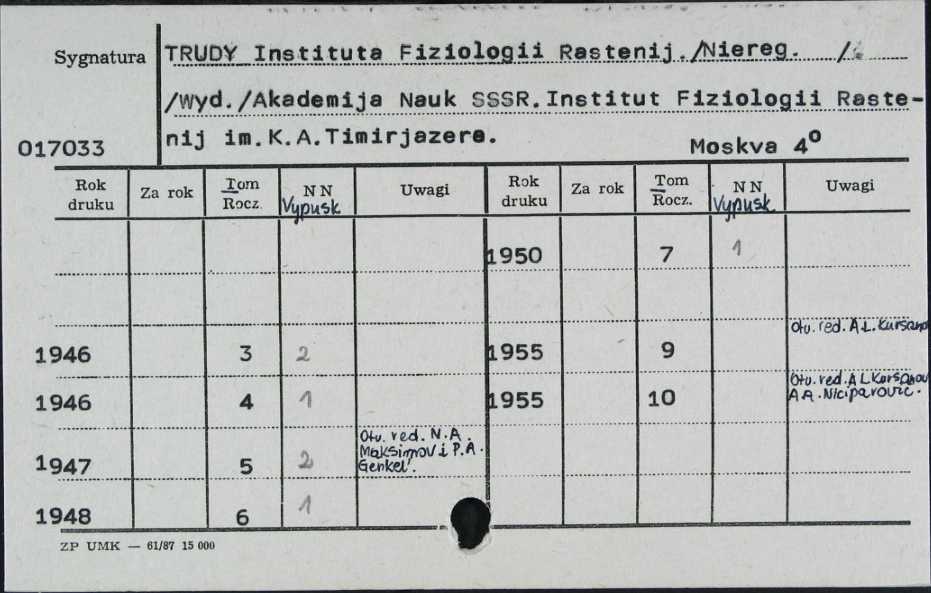 Sygnatura
TRUDY Instituta Fiziologii Rastenij./Niereg. /
/Wyd./Akademija Nauk SSSR.Institut Fiziologii Raste-
nij im.K.A.Timirjazera.
017033
Moskva 4º
Rok druku Za rok Tom Rocz. NN Vypusk Uwagi Rok druku Za rok Tom Rocz. NN Vypusk Uwagi
1950 7 1
Otv. red. A.L. Kursanov
1946 3 2 1955 9
Otv. red. A L Kursanov
A A. Niciparovic.
1946 4 1 1955 10
Otv. red. N.A.
Maksimov i P.A.
Genkel'.
1947 5 2
1948 6 1
ZP UMK — 61/87 15 000